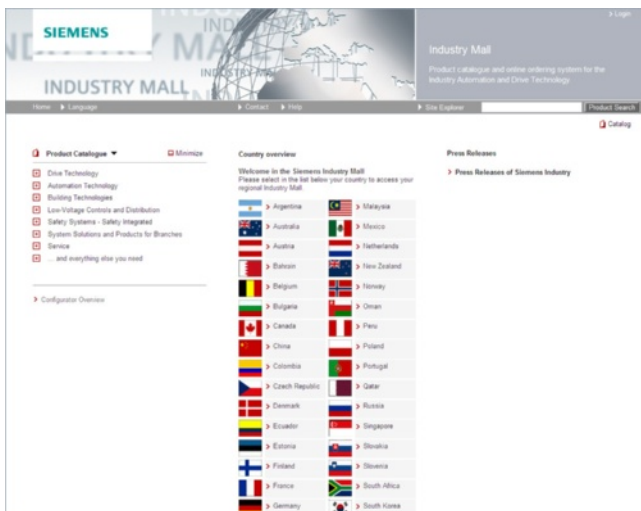 SIEMENS
INDUSTRY MALL
Login
Industry Mall
Product catalogue and online ordering system for the
Industry Automation and Drive Technology
Home Language Contact Help Site Explorer Product Search
Catalog
Product Catalogue Minimize
Drive Technology
Automation Technology
Building Technologies
Low-Voltage Controls and Distribution
Safety Systems - Safety Integrated
System Solutions and Products for Branches
Service
... and everything else you need
Configurator Overview
Country overview
Welcome in the Siemens Industry Mall
Please select in the list below your country to access your
regional Industry Mall.
Argentina Malaysia
Australia Mexico
Austria Netherlands
Bahrain New Zealand
Belgium Norway
Bulgaria Oman
Canada Peru
China Poland
Colombia Portugal
Czech Republic Qatar
Denmark Russia
Ecuador Singapore
Estonia Slovakia
Finland Slovenia
France South Africa
Germany South Korea
Press Releases
Press Releases of Siemens Industry